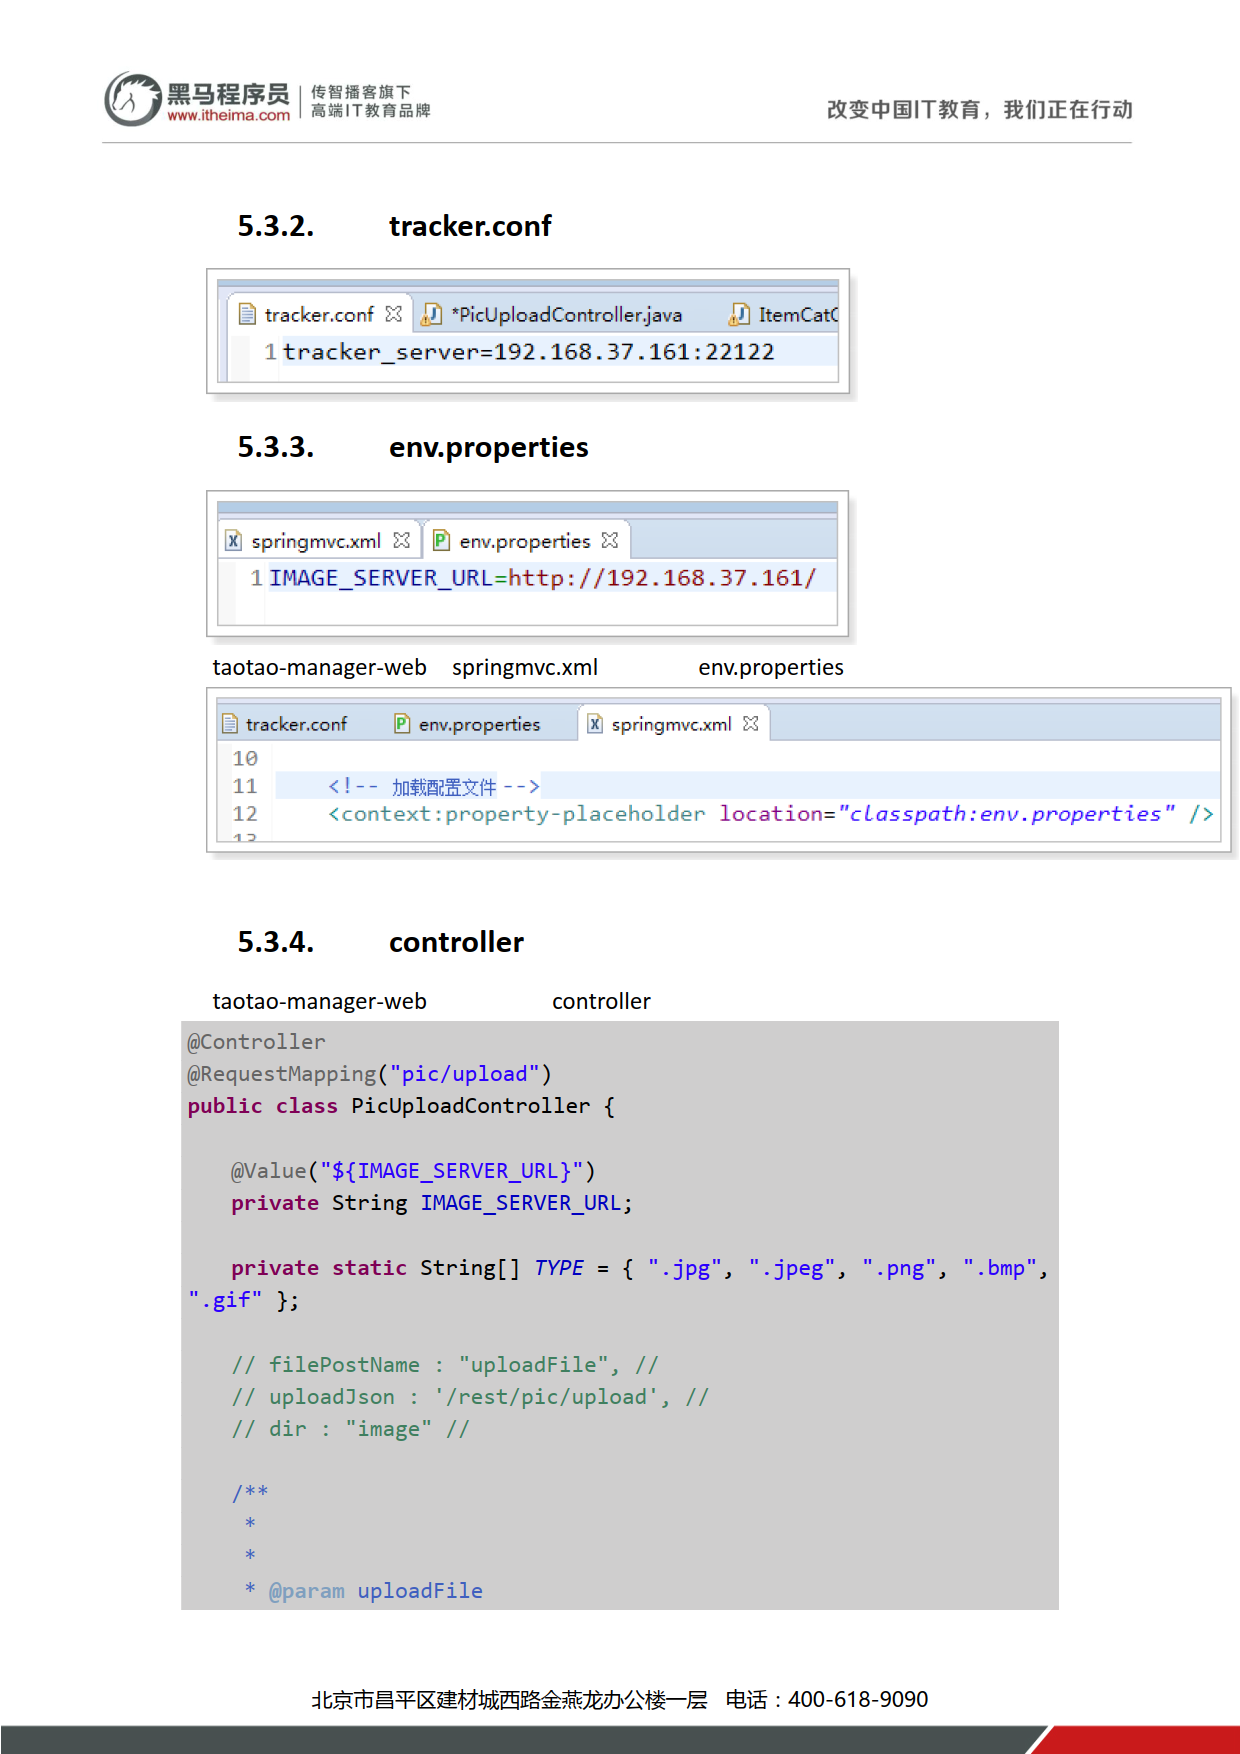 黑马程序员
www.itheima.com
传智播客旗下
高端IT教育品牌
改变中国IT教育，我们正在行动
5.3.2. tracker.conf
tracker.conf *PicUploadController.java ItemCatC
1 tracker_server=192.168.37.161:22122
5.3.3. env.properties
springmvc.xml env.properties
1 IMAGE_SERVER_URL=http://192.168.37.161/
taotao-manager-web springmvc.xml env.properties
tracker.conf env.properties springmvc.xml
10
11 <!-- 加载配置文件 -->
12 <context:property-placeholder location="classpath:env.properties" />
13
5.3.4. controller
taotao-manager-web controller
@Controller
@RequestMapping("pic/upload")
public class PicUploadController {
@Value("${IMAGE_SERVER_URL}")
private String IMAGE_SERVER_URL;
private static String[] TYPE = { ".jpg", ".jpeg", ".png", ".bmp",
".gif" };
// filePostName : "uploadFile", //
// uploadJson : '/rest/pic/upload', //
// dir : "image" //
/**
*
*
* @param uploadFile
北京市昌平区建材城西路金燕龙办公楼一层 电话：400-618-9090